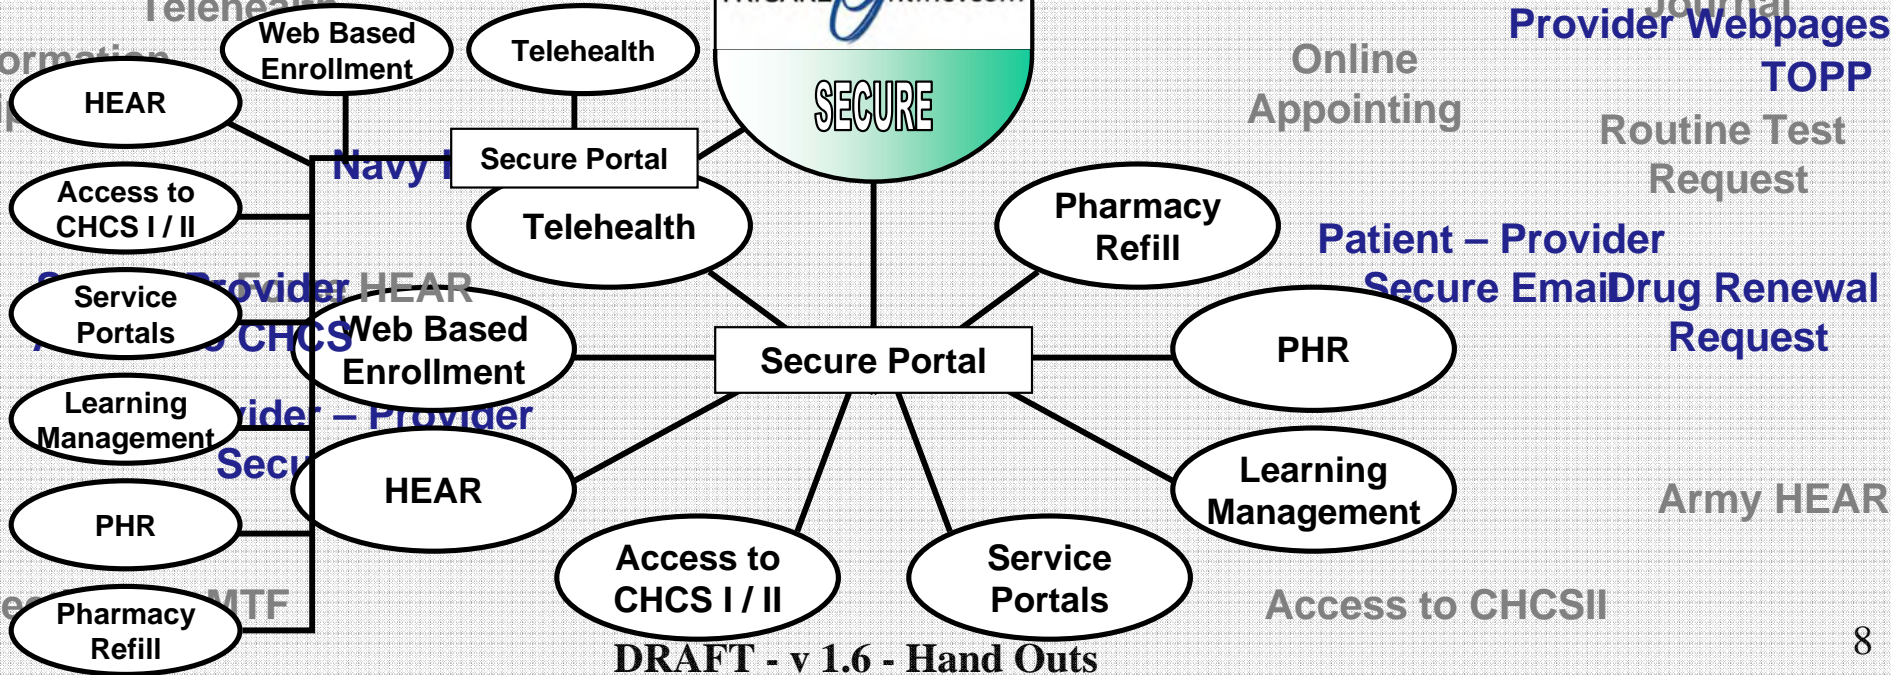 Journal
Provider Webpages
TOPP
Web Based
Enrollment
Telehealth
HEAR
SECURE
Online
Appointing
Routine Test
Request
Secure Portal
Navy
Access to
CHCS I / II
Telehealth
Pharmacy
Refill
Patient – Provider
Secure Email
Drug Renewal
Request
Service
Portals
HEAR
CHCS
Web Based
Enrollment
Secure Portal
PHR
Learning
Management
– Provider
HEAR
Learning
Management
Army HEAR
PHR
Access to
CHCS I / II
Service
Portals
Access to CHCSII
Pharmacy
Refill
MTF
DRAFT - v 1.6 - Hand Outs
8